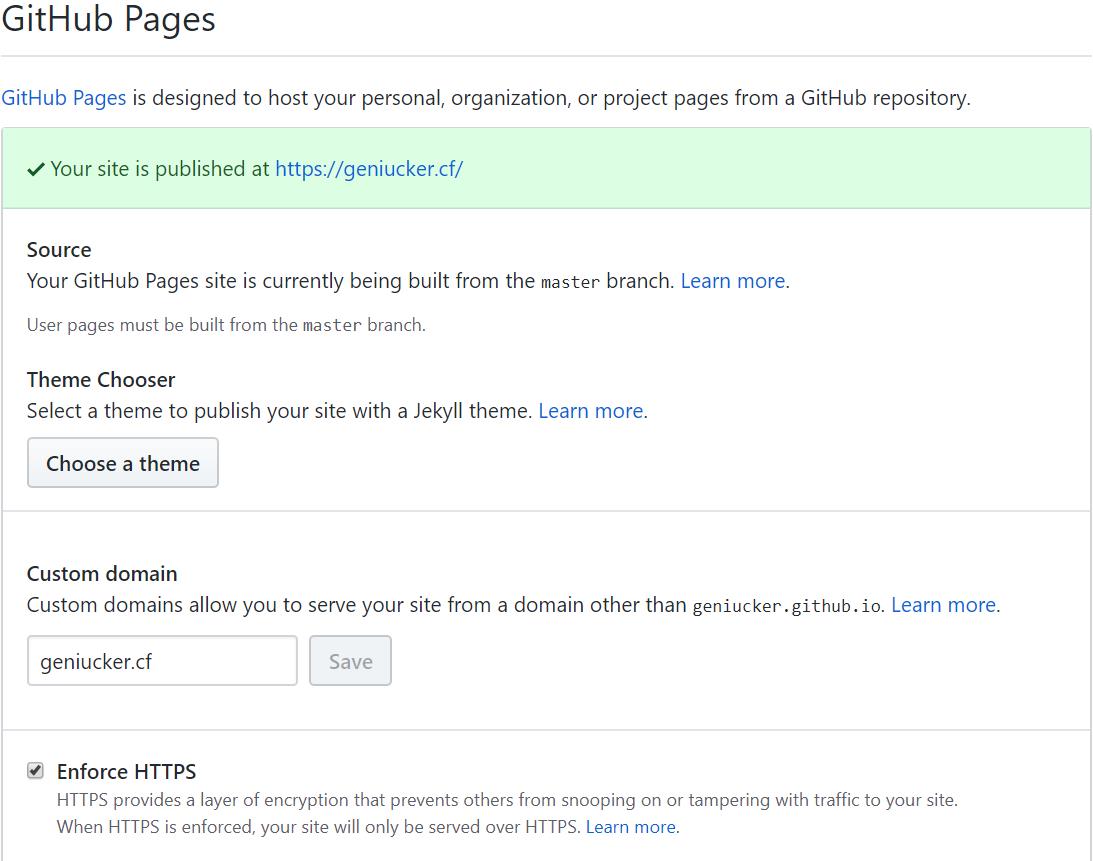 GitHub Pages
GitHub Pages is designed to host your personal, organization, or project pages from a GitHub repository.
Your site is published at https://geniucker.cf/
Source
Your GitHub Pages site is currently being built from the master branch. Learn more.
User pages must be built from the master branch.
Theme Chooser
Select a theme to publish your site with a Jekyll theme. Learn more.
Choose a theme
Custom domain
Custom domains allow you to serve your site from a domain other than geniucker.github.io. Learn more.
geniucker.cf Save
Enforce HTTPS
HTTPS provides a layer of encryption that prevents others from snooping on or tampering with traffic to your site.
When HTTPS is enforced, your site will only be served over HTTPS. Learn more.